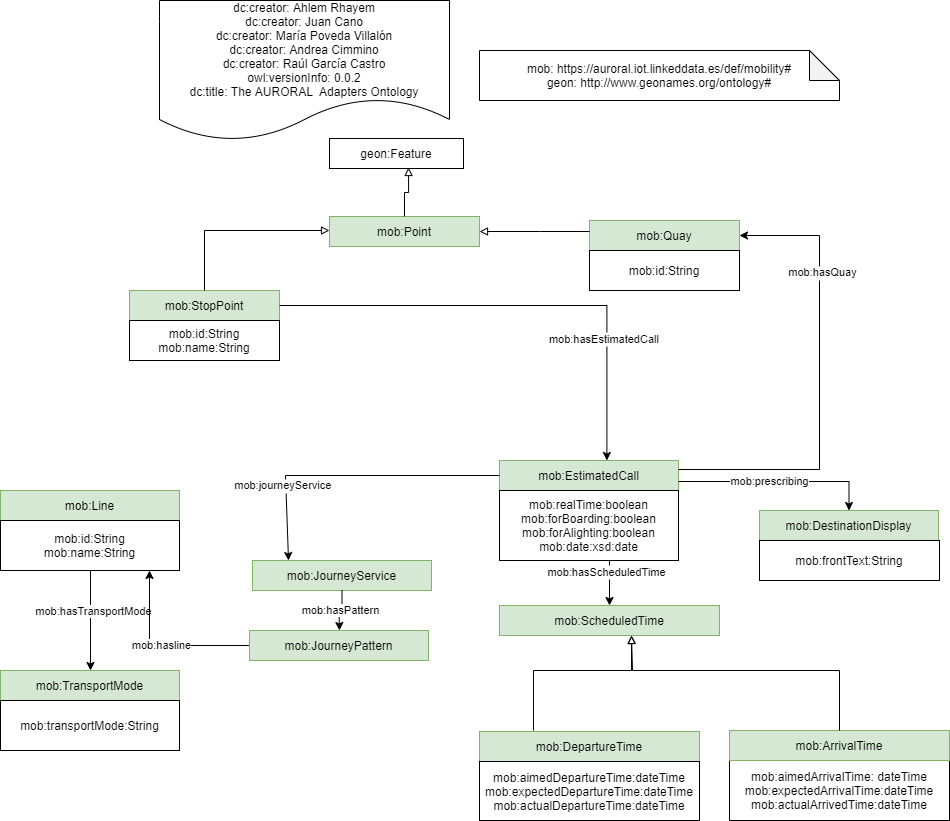 dc:creator: Ahlem Rhayem
dc:creator: Juan Cano
dc:creator: María Poveda Villalón
dc:creator: Andrea Cimmino
dc:creator: Raúl García Castro
owl:versionInfo: 0.0.2
dc:title: The AURORAL  Adapters Ontology
mob: https://auroral.iot.linkeddata.es/def/mobility#
geon: http://www.geonames.org/ontology#
geon:Feature
mob:Point
mob:Quay
mob:id:String
mob:hasQuay
mob:StopPoint
mob:id:String
mob:name:String
mob:hasEstimatedCall
mob:EstimatedCall
mob:realTime:boolean
mob:forBoarding:boolean
mob:forAlighting:boolean
mob:date:xsd:date
mob:journeyService
mob:prescribing
mob:Line
mob:id:String
mob:name:String
mob:DestinationDisplay
mob:frontText:String
mob:JourneyService
mob:hasScheduledTime
mob:hasTransportMode
mob:hasPattern
mob:ScheduledTime
mob:hasline
mob:JourneyPattern
mob:TransportMode
mob:transportMode:String
mob:DepartureTime
mob:aimedDepartureTime:dateTime
mob:expectedDepartureTime:dateTime
mob:actualDepartureTime:dateTime
mob:ArrivalTime
mob:aimedArrivalTime: dateTime
mob:expectedArrivalTime:dateTime
mob:actualArrivedTime:dateTime